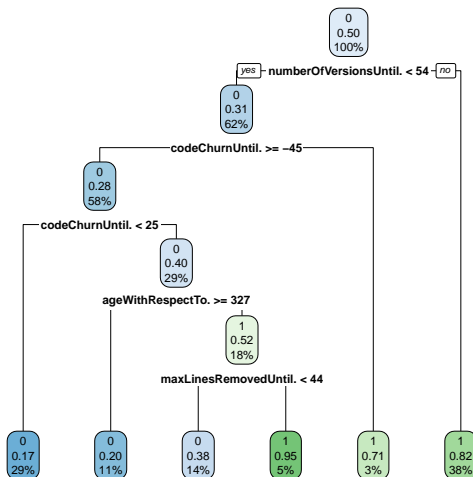 0
0.50
100%
yes numberOfVersionsUntil. < 54 no
0
0.31
62%
codeChurnUntil. >= −45
0
0.28
58%
codeChurnUntil. < 25
0
0.40
29%
ageWithRespectTo. >= 327
1
0.52
18%
maxLinesRemovedUntil. < 44
0 0 0 1 1 1
0.17 0.20 0.38 0.95 0.71 0.82
29% 11% 14% 5% 3% 38%